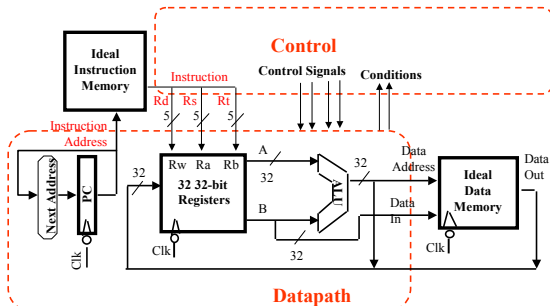 Control
Ideal
Instruction
Memory
Instruction
Control Signals
Conditions
Rd
Rs
Rt
5
5
5
Instruction
Address
Rw
Ra
Rb
A
32
32
Data
Address
Data
Out
Next Address
PC
32
32 32-bit
Registers
ALU
Ideal
Data
Memory
B
Data
In
Clk
Clk
32
Clk
Datapath